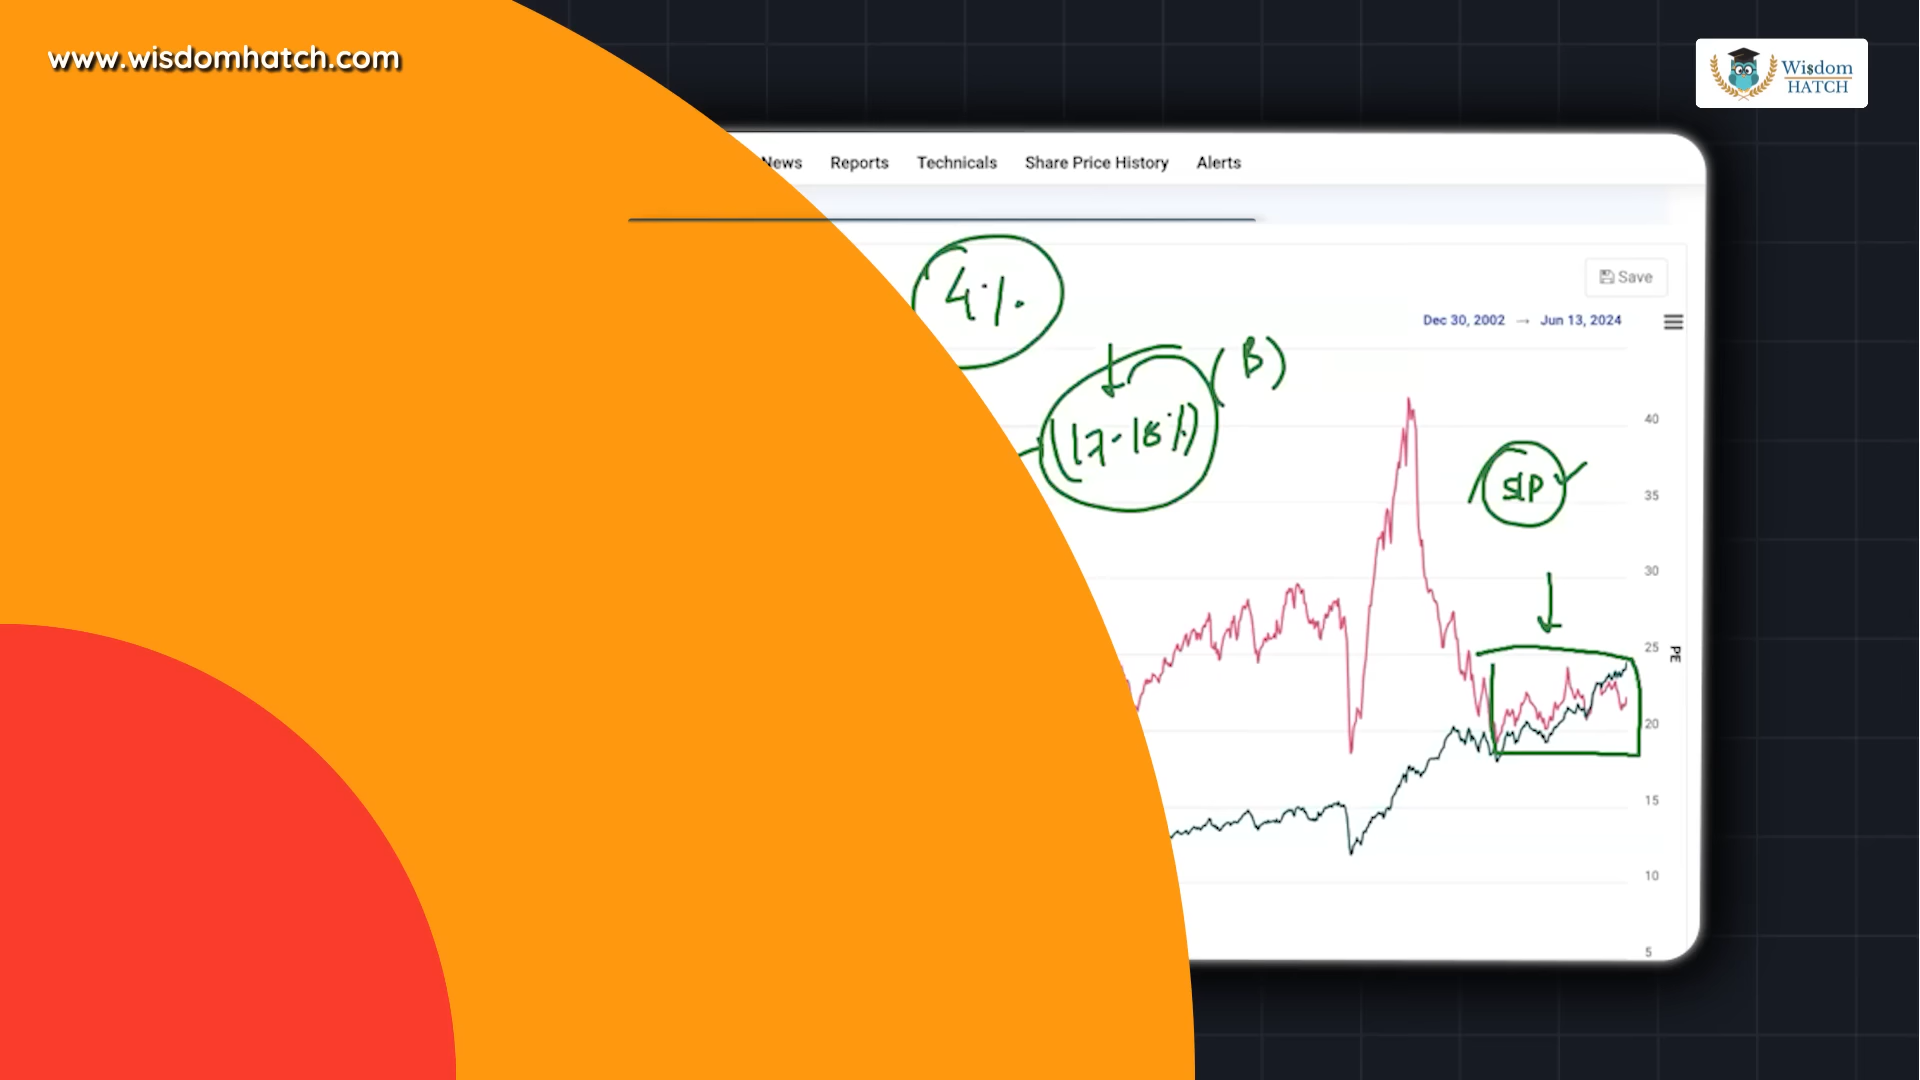 www.wisdomhatch.com
Wisdom
HATCH
News Reports Technicals Share Price History Alerts
Save
Dec 30, 2002 → Jun 13, 2024
4%
(B)
(17-18%)
SIP
40
35
30
25
PE
20
15
10
5